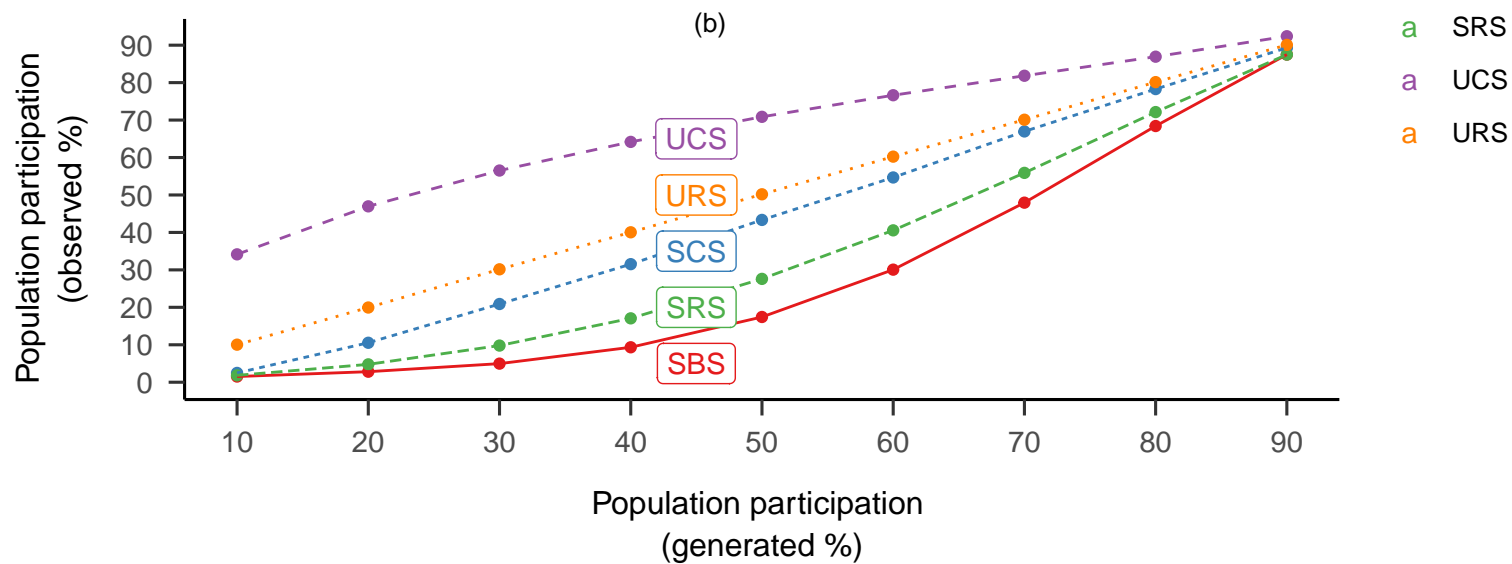 (b)
Population participation
(observed %)
90
80
70
60
50
40
30
20
10
0
UCS
URS
SCS
SRS
SBS
10 20 30 40 50 60 70 80 90
Population participation
(generated %)
a SRS
a UCS
a URS